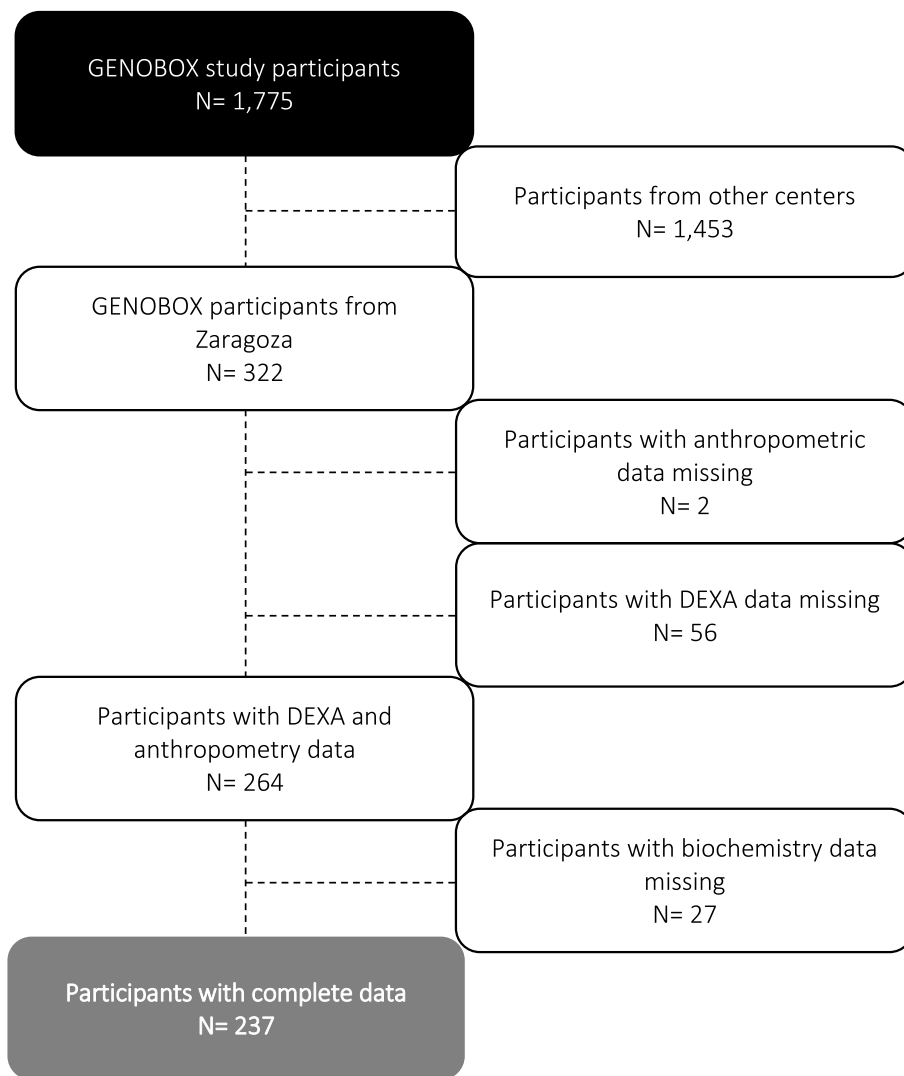 GENOBOX study participants
N= 1,775
Participants from other centers
N= 1,453
GENOBOX participants from
Zaragoza
N= 322
Participants with anthropometric
data missing
N= 2
Participants with DEXA data missing
N= 56
Participants with DEXA and
anthropometry data
N= 264
Participants with biochemistry data
missing
N= 27
Participants with complete data
N= 237